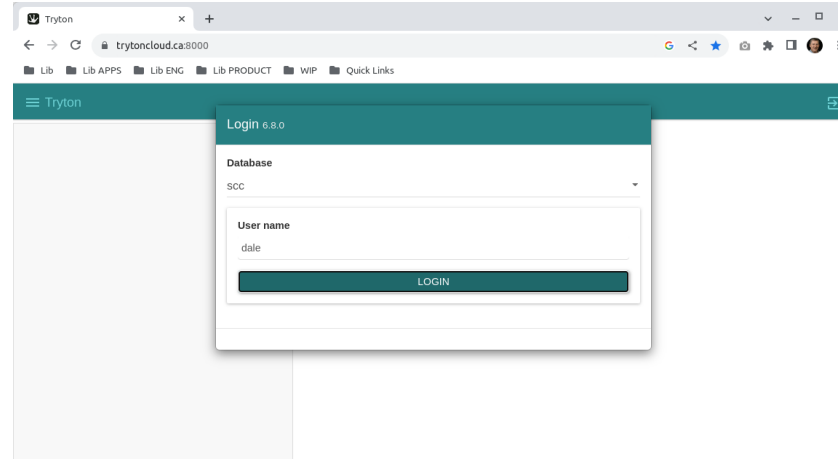 Tryton
trytoncloud.ca:8000
Lib Lib APPS Lib ENG Lib PRODUCT WIP Quick Links
Tryton
Login 6.8.0
Database
scc
User name
dale
LOGIN